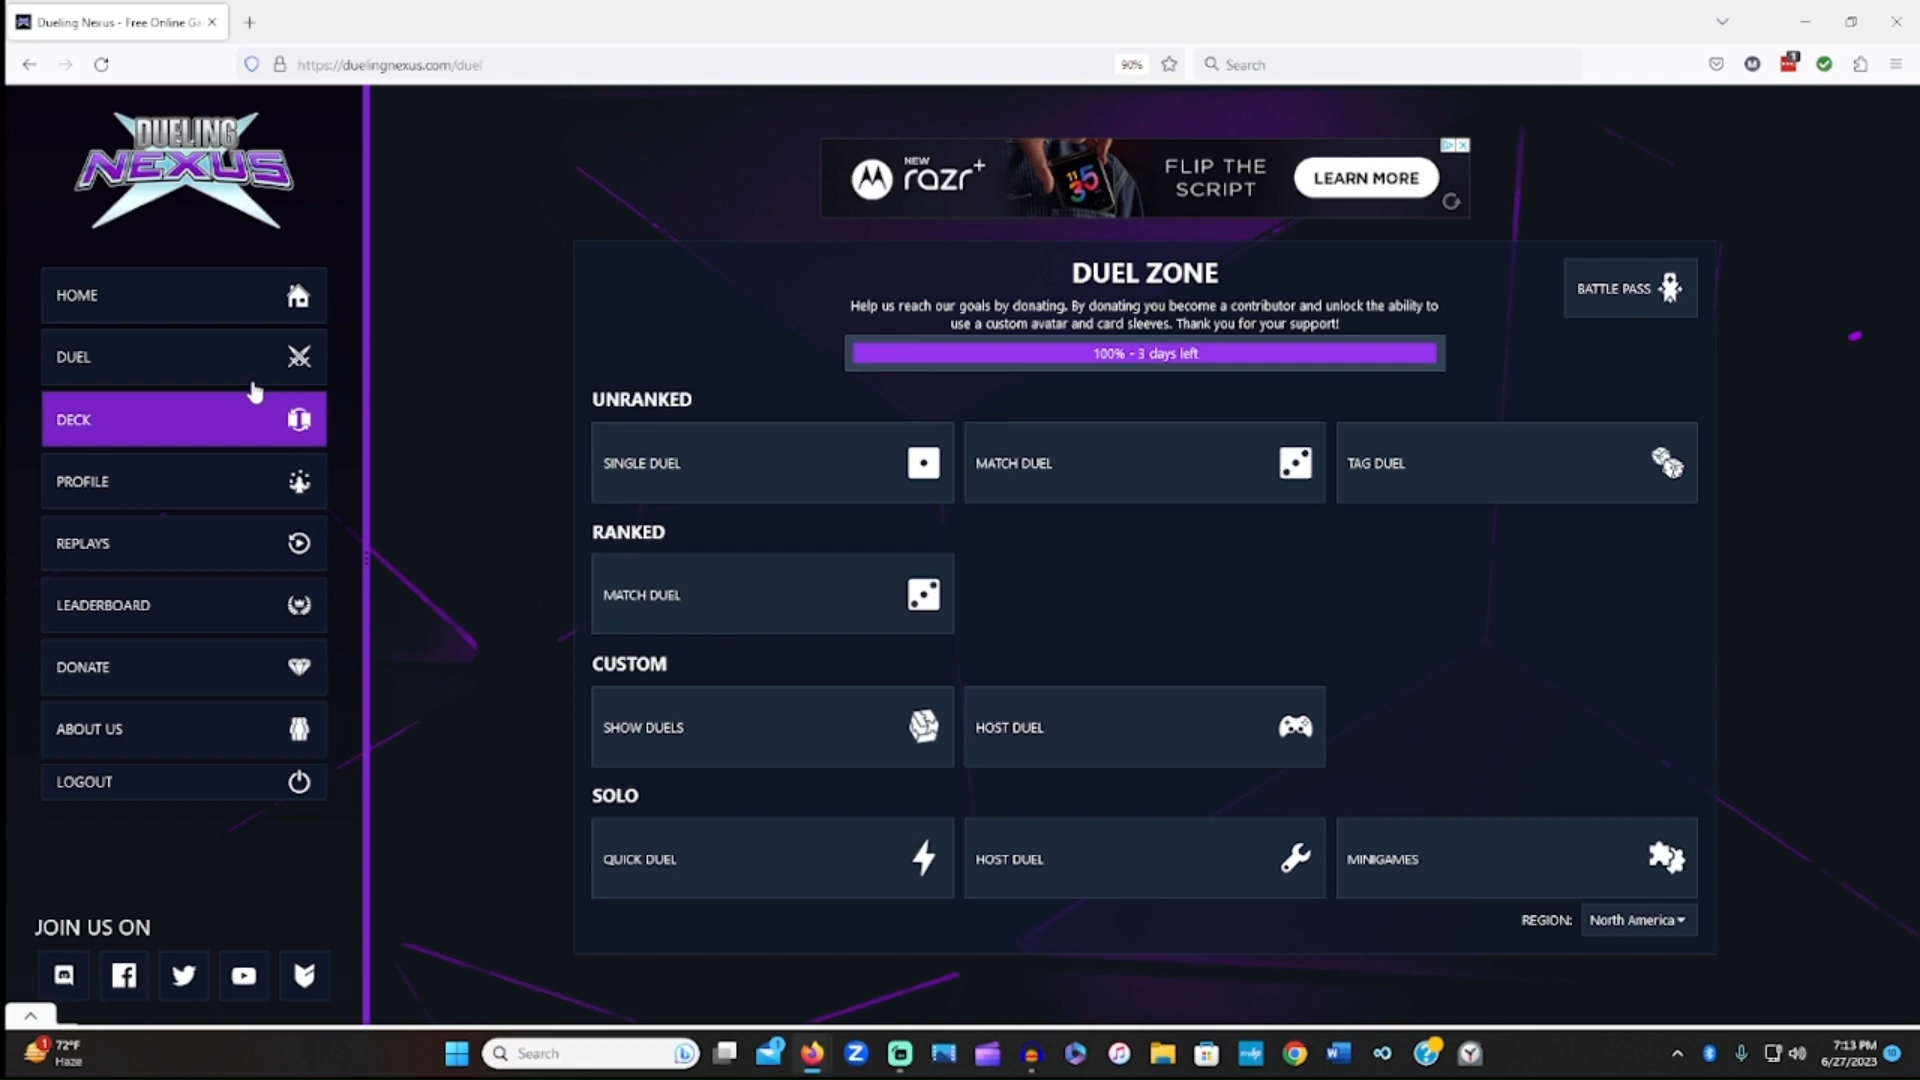 Dueling Nexus - Free Online Ga
https://duelingnexus.com/duel
90%
Search
DUELING
NEXUS
HOME
DUEL
DECK
PROFILE
REPLAYS
LEADERBOARD
DONATE
ABOUT US
LOGOUT
JOIN US ON
NEW
razr+
FLIP THE
SCRIPT
LEARN MORE
DUEL ZONE
BATTLE PASS
Help us reach our goals by donating. By donating you become a contributor and unlock the ability to
use a custom avatar and card sleeves. Thank you for your support!
100% - 3 days left
UNRANKED
SINGLE DUEL
MATCH DUEL
TAG DUEL
RANKED
MATCH DUEL
CUSTOM
SHOW DUELS
HOST DUEL
SOLO
QUICK DUEL
HOST DUEL
MINIGAMES
REGION: North America
1
72°F
Haze
Search
7:13 PM
6/27/2023